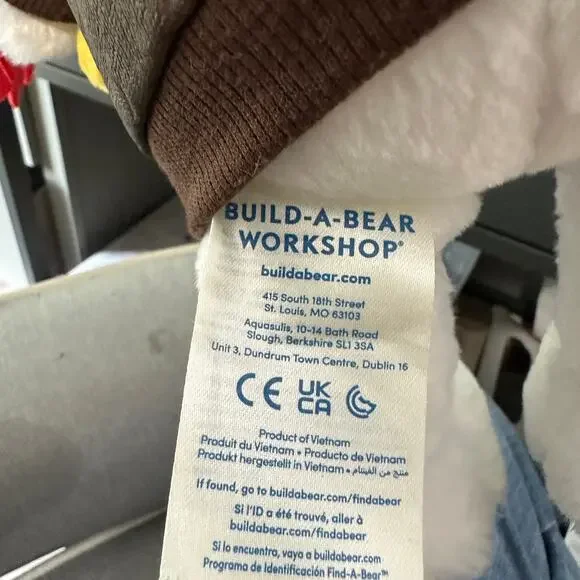 BUILD-A-BEAR
WORKSHOP®
buildabear.com
415 South 18th Street
St. Louis, MO 63103
Aquasulis, 10-14 Bath Road
Slough, Berkshire SL1 3SA
Unit 3, Dundrum Town Centre, Dublin 16
CE UK CA
Product of Vietnam
Produit du Vietnam • Producto de Vietnam
Produkt hergestellt in Vietnam • منتج من الفيتنام
If found, go to buildabear.com/findabear
Si l'ID a été trouvé, aller à
buildabear.com/findabear
Si lo encuentra, vaya a buildabear.com
Programa de Identificación Find-A-Bear™